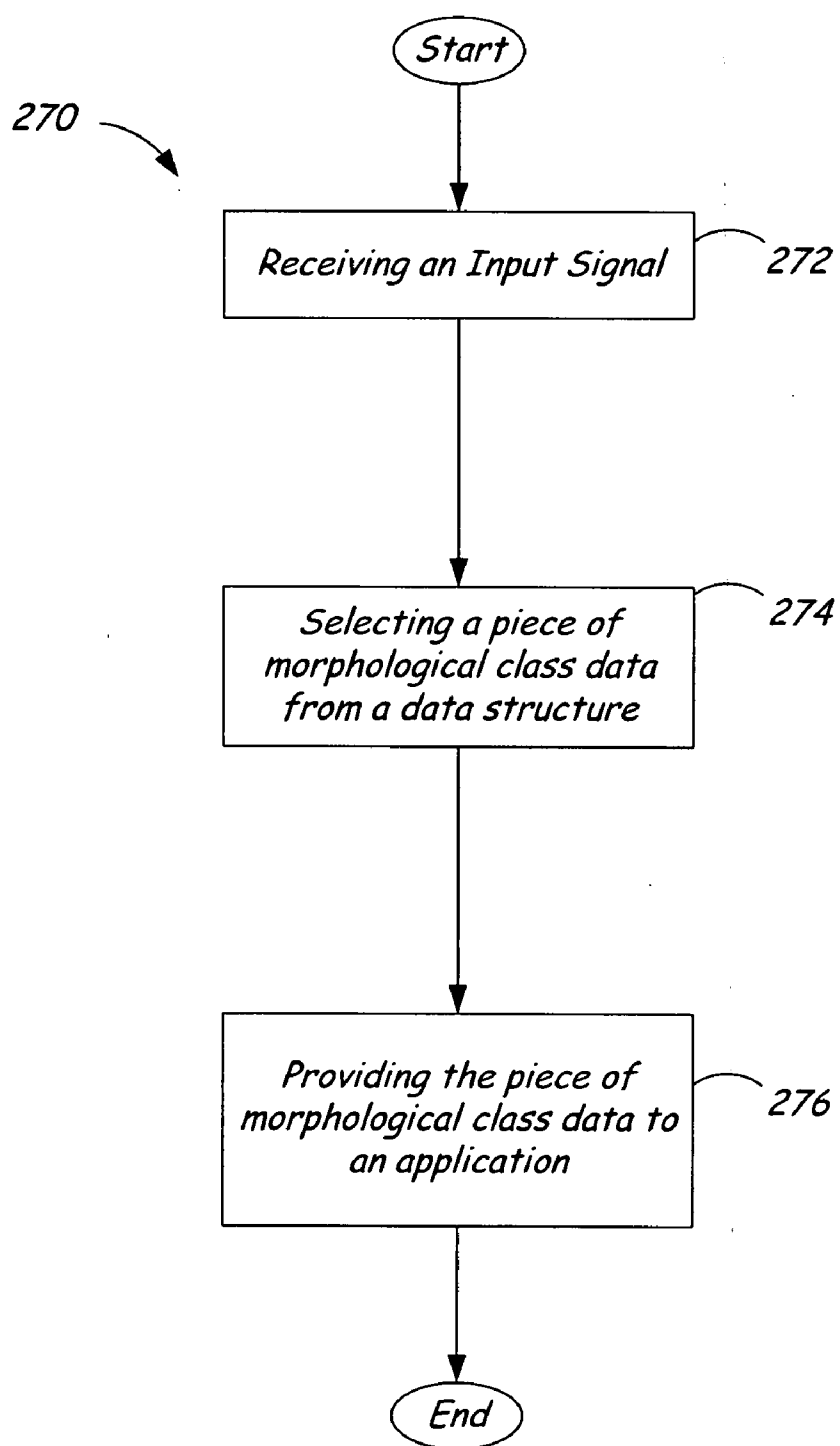 Start
270
Receiving an Input Signal
272
Selecting a piece of
morphological class data
from a data structure
274
Providing the piece of
morphological class data to
an application
276
End